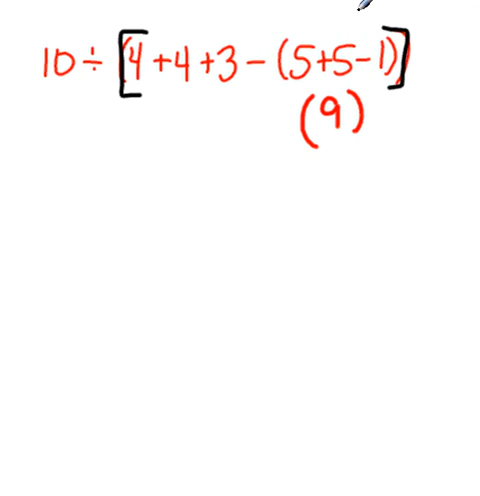 10 ÷ [(4 + 4 + 3 - (5 + 5 - 1))]
(9)